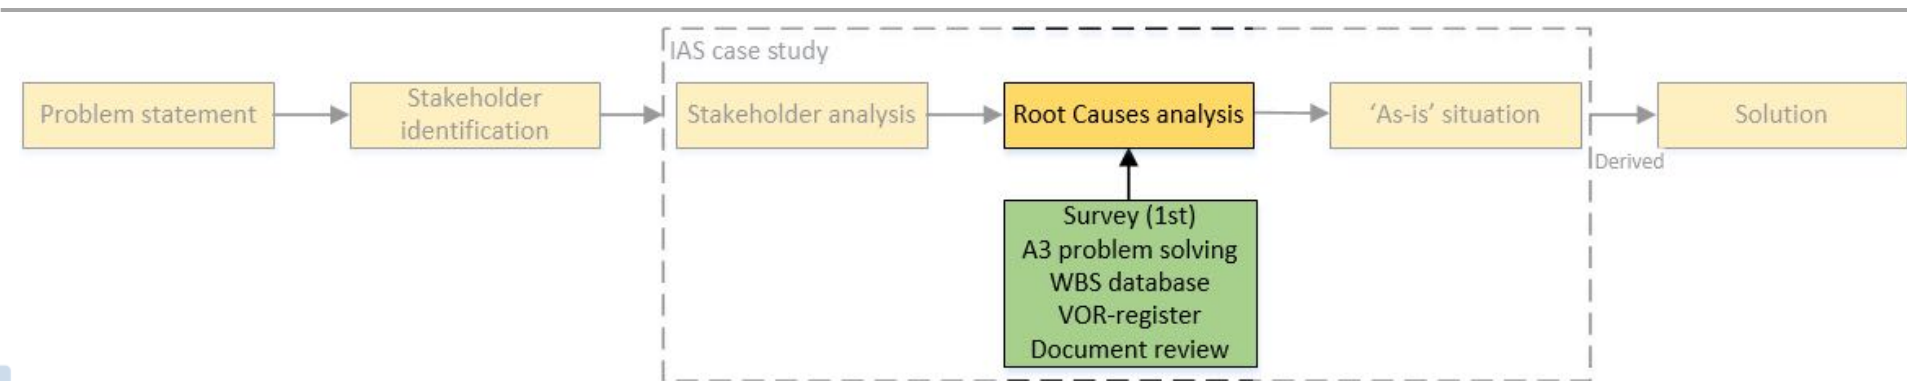 IAS case study
Problem statement
Stakeholder
identification
Stakeholder analysis
Root Causes analysis
‘As-is’ situation
Derived
Solution
Survey (1st)
A3 problem solving
WBS database
VOR-register
Document review